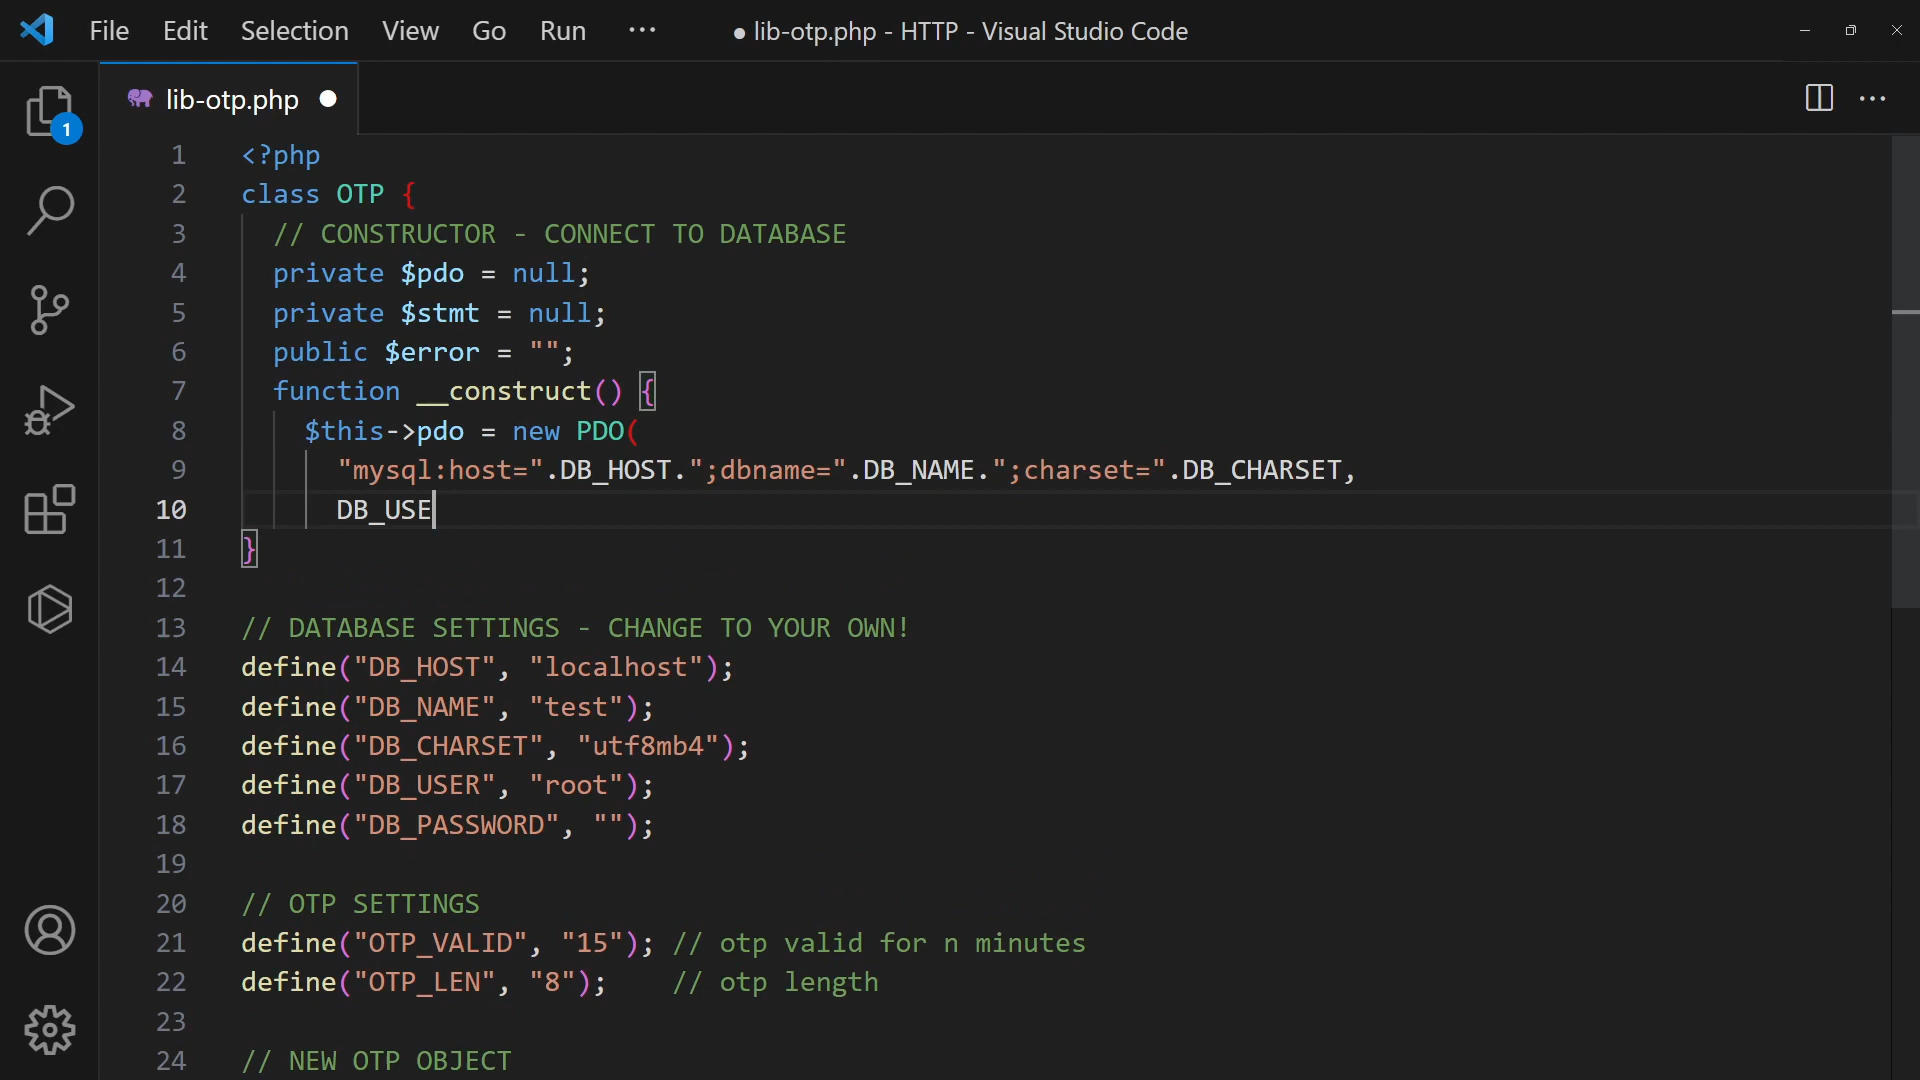 File Edit Selection View Go Run ··· ● lib-otp.php - HTTP - Visual Studio Code
lib-otp.php ●
1
1 <?php
2 class OTP {
3 // CONSTRUCTOR - CONNECT TO DATABASE
4 private $pdo = null;
5 private $stmt = null;
6 public $error = "";
7 function __construct() {
8 $this->pdo = new PDO(
9 "mysql:host=".DB_HOST.";dbname=".DB_NAME.";charset=".DB_CHARSET,
10 DB_USE
11 }
12
13 // DATABASE SETTINGS - CHANGE TO YOUR OWN!
14 define("DB_HOST", "localhost");
15 define("DB_NAME", "test");
16 define("DB_CHARSET", "utf8mb4");
17 define("DB_USER", "root");
18 define("DB_PASSWORD", "");
19
20 // OTP SETTINGS
21 define("OTP_VALID", "15"); // otp valid for n minutes
22 define("OTP_LEN", "8"); // otp length
23
24 // NEW OTP OBJECT